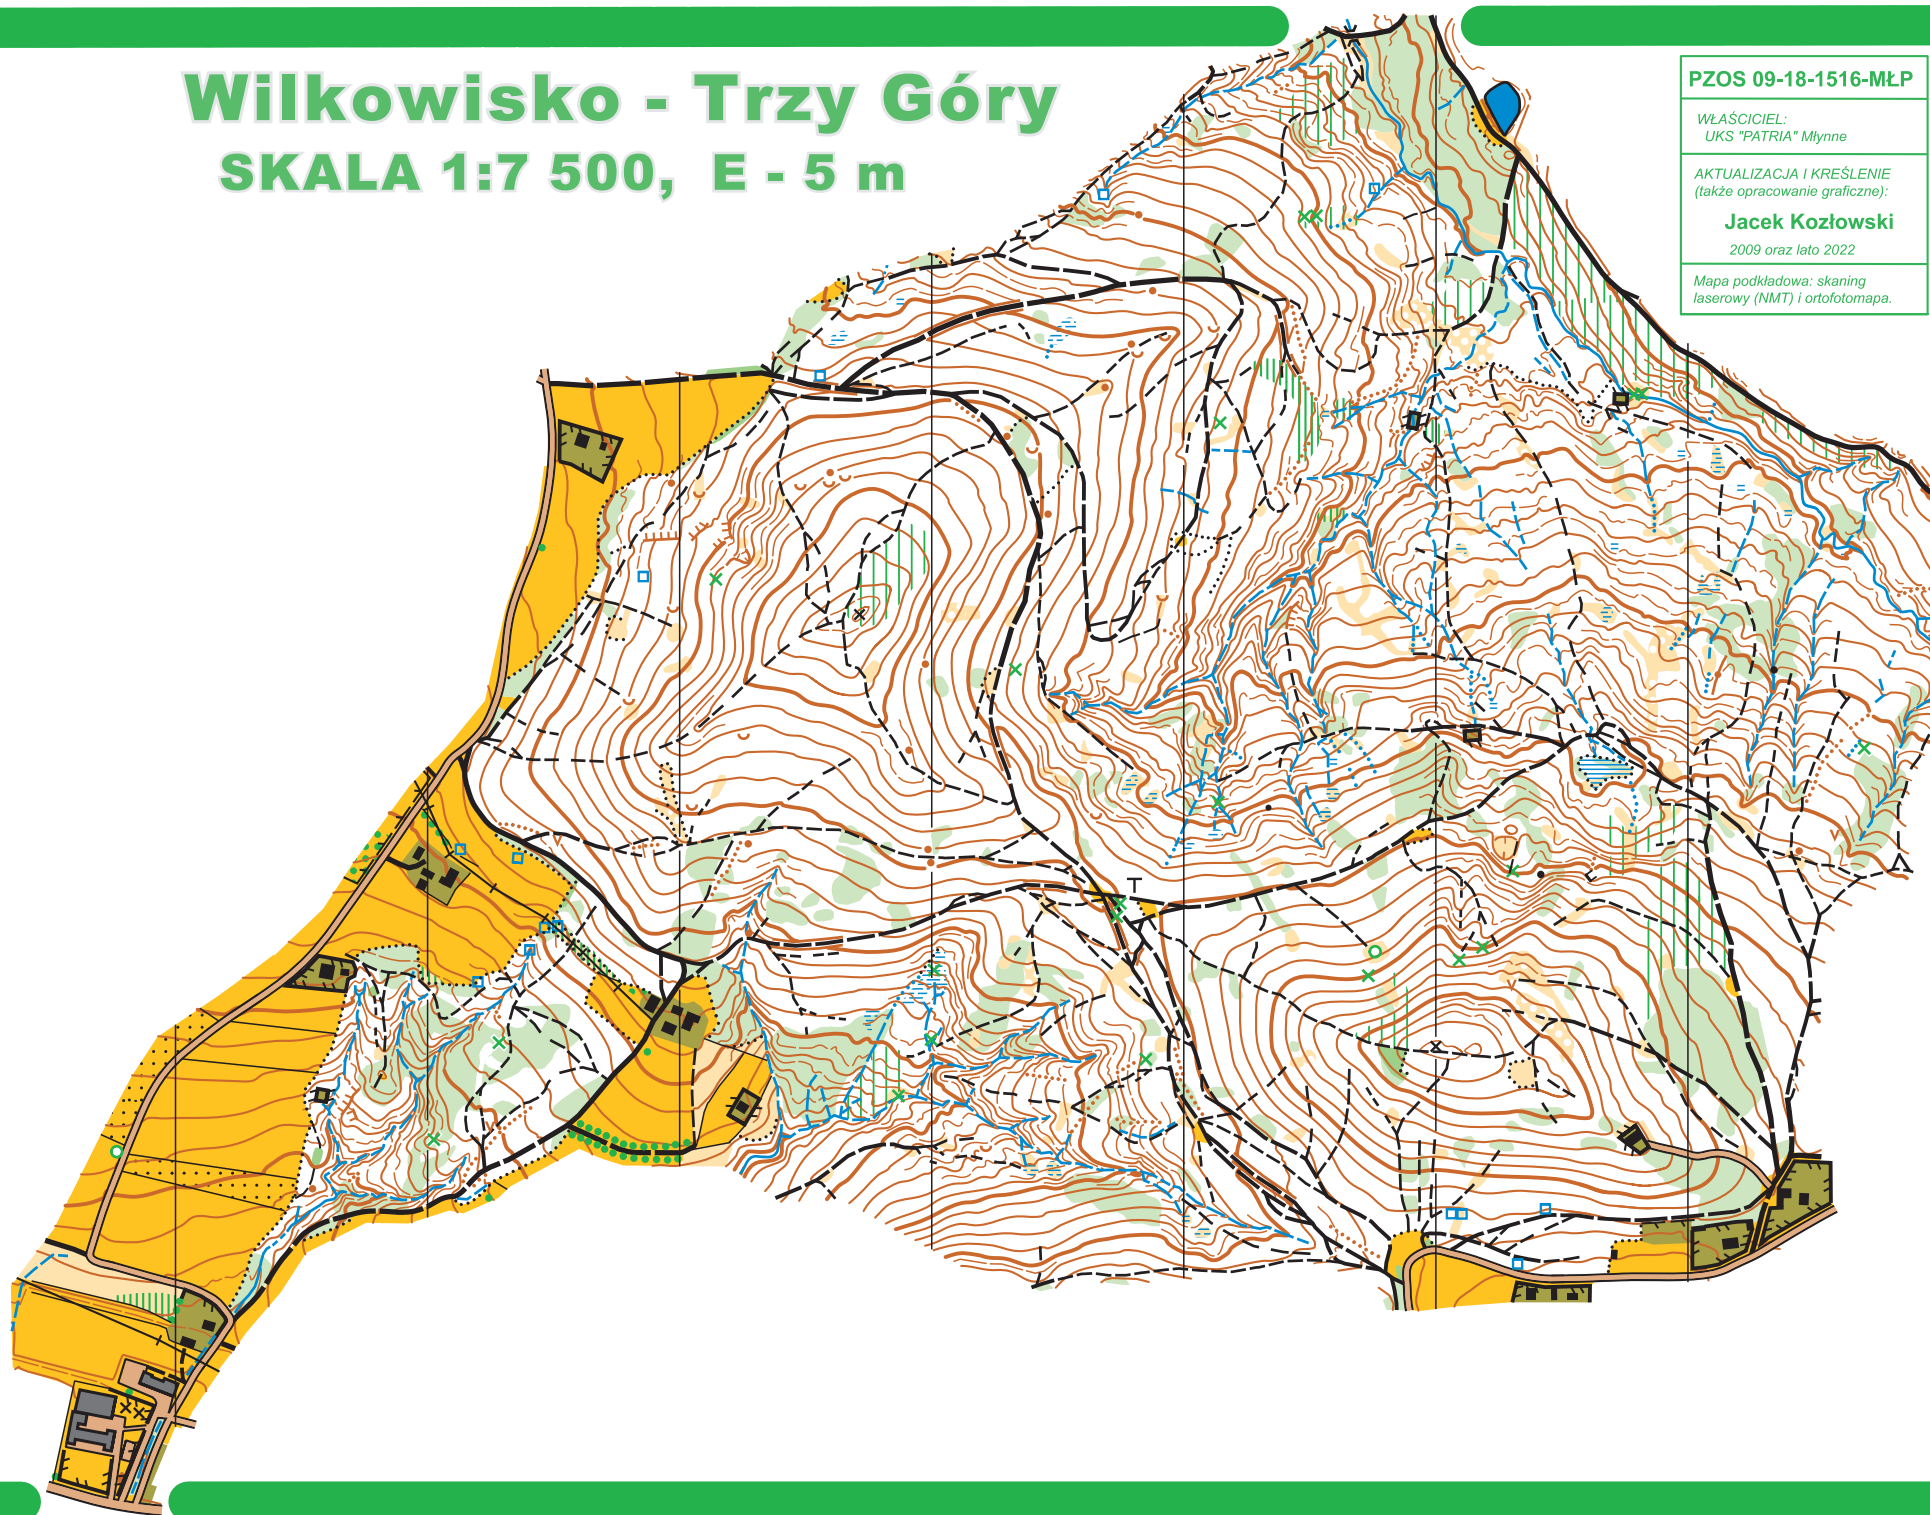 Wilkowisko - Trzy Góry
SKALA 1:7 500, E - 5 m
PZOS 09-18-1516-MŁP
WŁAŚCICIEL:
UKS "PATRIA" Młynne
AKTUALIZACJA I KREŚLENIE
(także opracowanie graficzne):
Jacek Kozłowski
2009 oraz lato 2022
Mapa podkładowa: skaning
laserowy (NMT) i ortofotomapa.